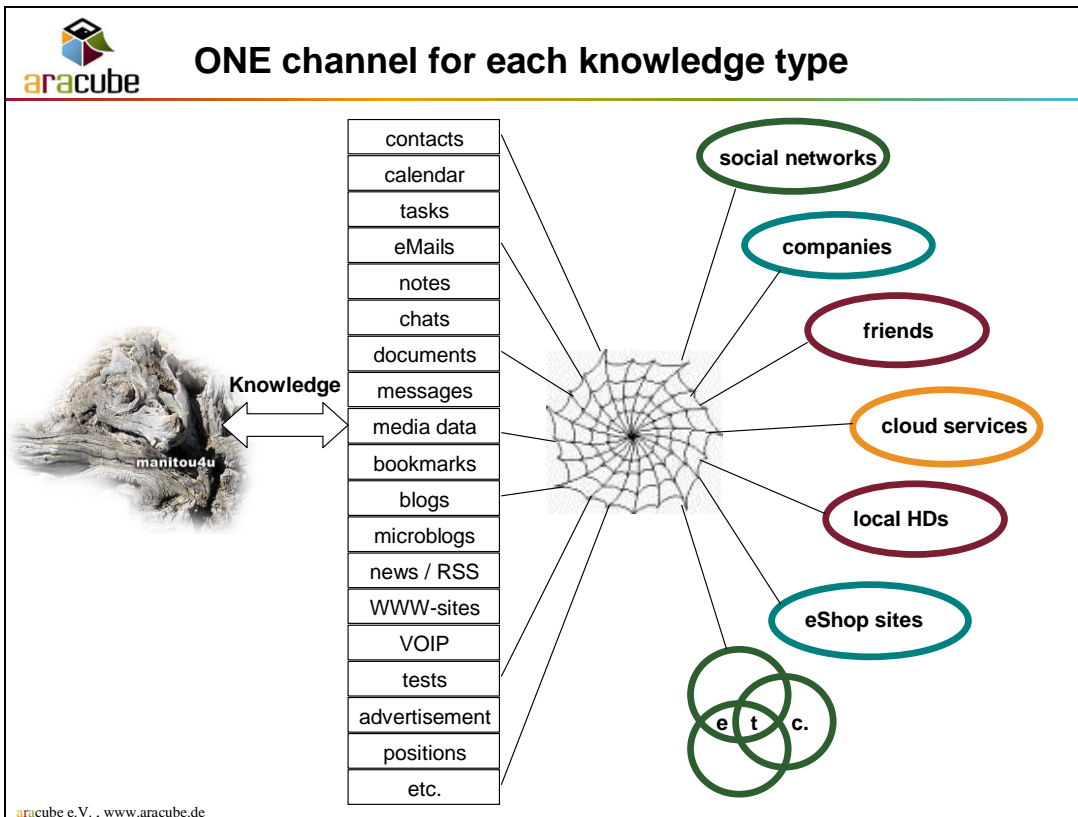 aracube
ONE channel for each knowledge type
contacts
calendar
tasks
eMails
notes
chats
documents
messages
media data
bookmarks
blogs
microblogs
news / RSS
WWW-sites
VOIP
tests
advertisement
positions
etc.
Knowledge
manitou4u
social networks
companies
friends
cloud services
local HDs
eShop sites
e t c.
aracube e.V. , www.aracube.de